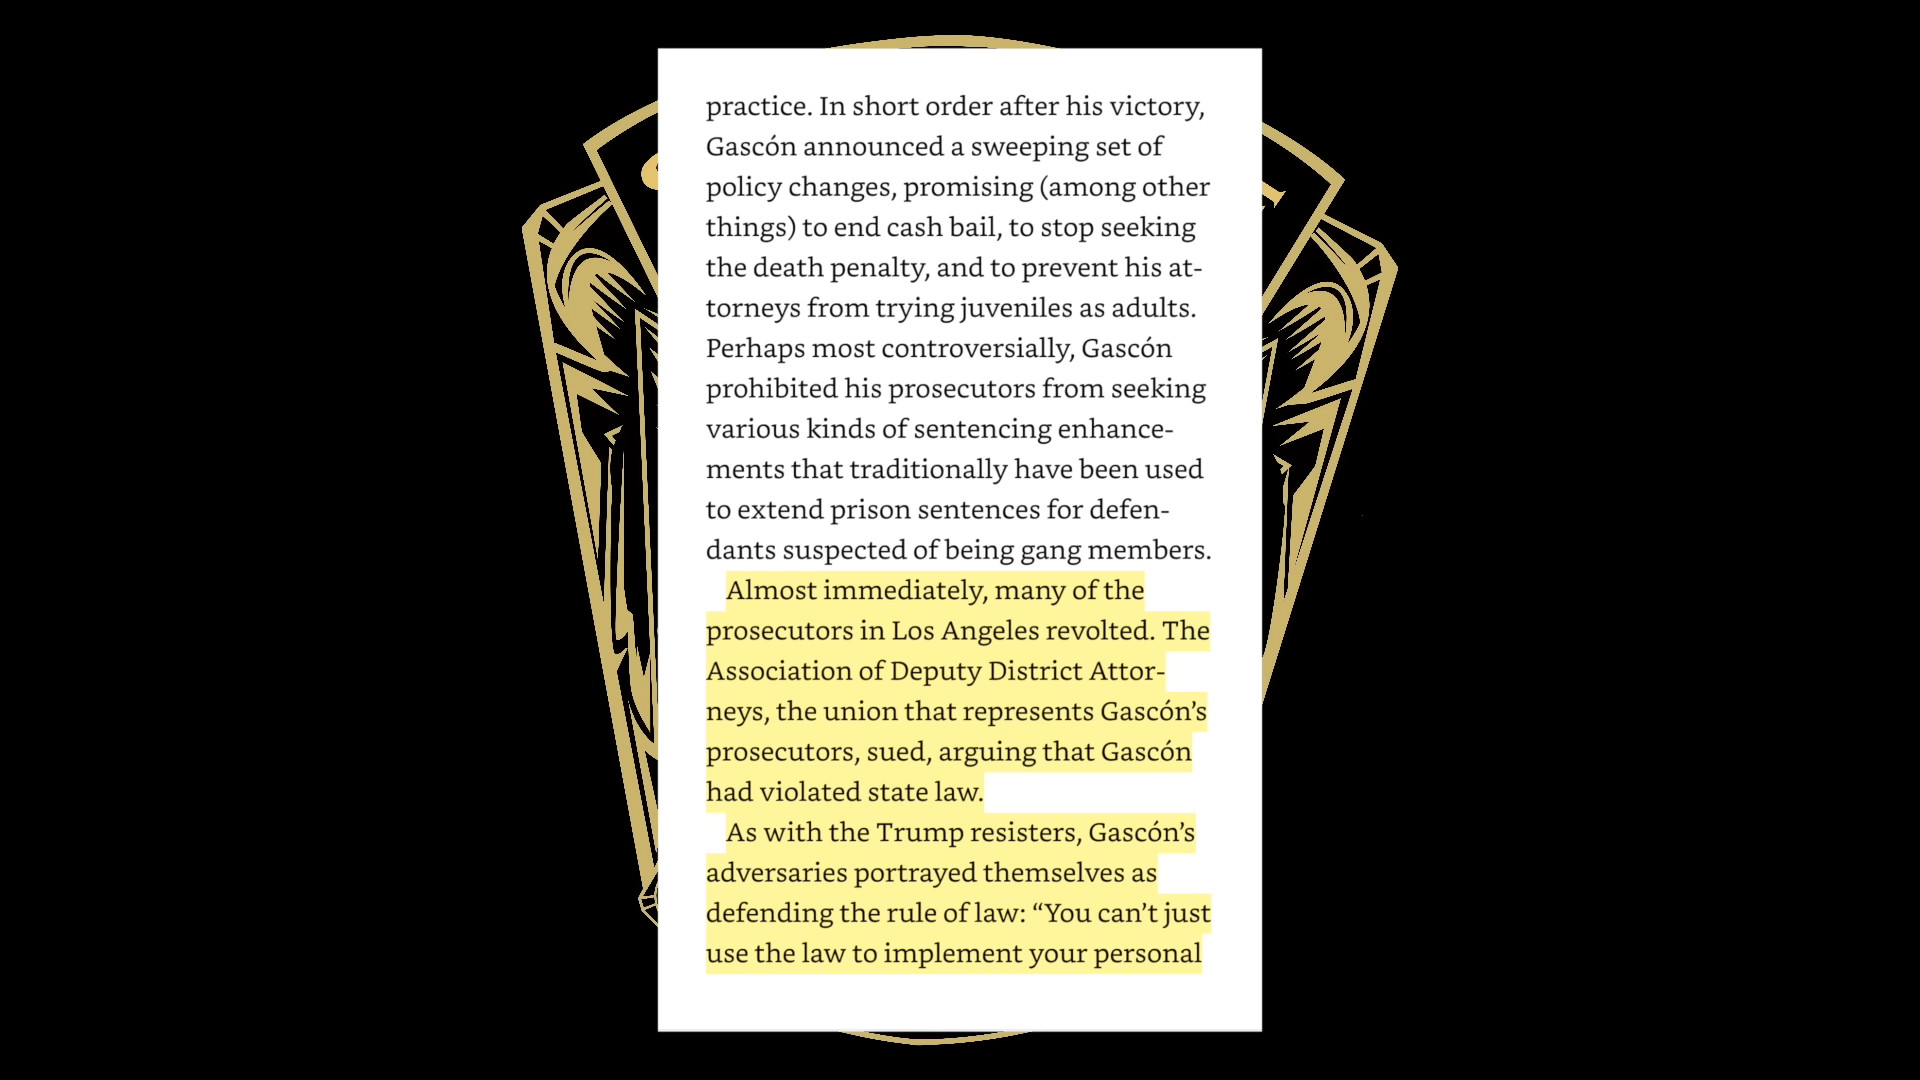 practice. In short order after his victory,
Gascón announced a sweeping set of
policy changes, promising (among other
things) to end cash bail, to stop seeking
the death penalty, and to prevent his at-
torneys from trying juveniles as adults.
Perhaps most controversially, Gascón
prohibited his prosecutors from seeking
various kinds of sentencing enhance-
ments that traditionally have been used
to extend prison sentences for defen-
dants suspected of being gang members.
Almost immediately, many of the
prosecutors in Los Angeles revolted. The
Association of Deputy District Attor-
neys, the union that represents Gascón’s
prosecutors, sued, arguing that Gascón
had violated state law.
As with the Trump resisters, Gascón’s
adversaries portrayed themselves as
defending the rule of law: “You can’t just
use the law to implement your personal